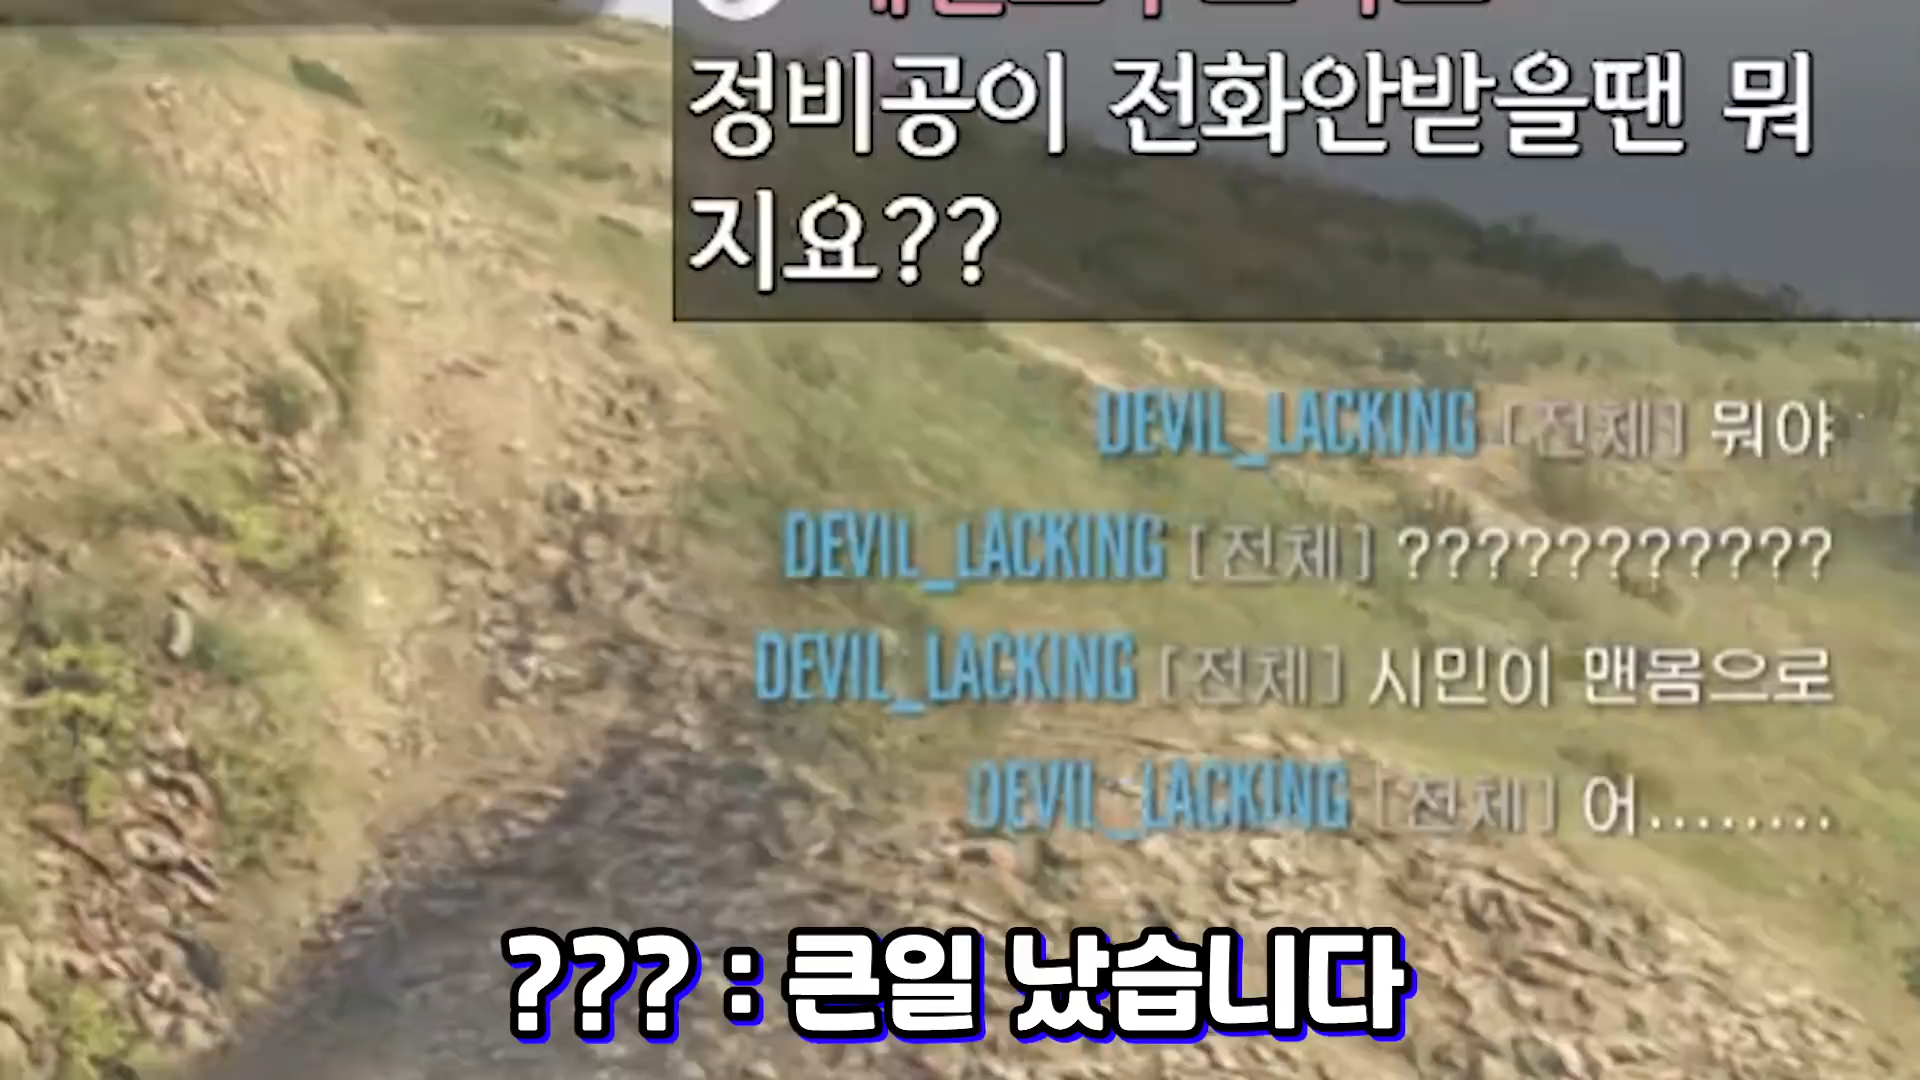 정비공이 전화안받을땐 뭐
지요??
DEVIL_LACKING [전체] 뭐야
DEVIL_LACKING [전체] ???????????
DEVIL_LACKING [전체] 시민이 맨몸으로
DEVIL_LACKING [전체] 어........
??? : 큰일 났습니다